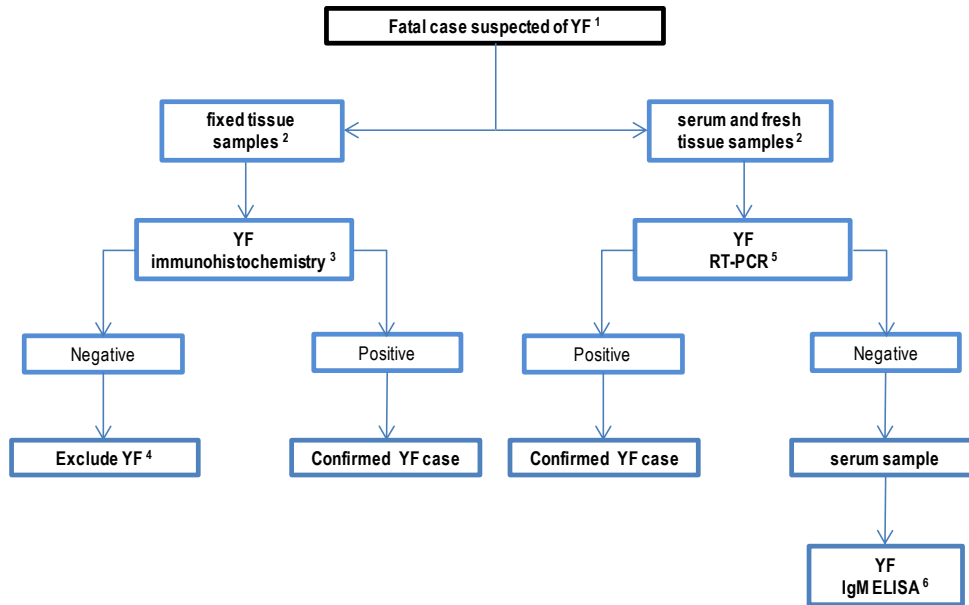 Fatal case suspected of YF 1
fixed tissue
samples 2
serum and fresh
tissue samples 2
YF
immunohistochemistry 3
YF
RT-PCR 5
Negative
Positive
Positive
Negative
Exclude YF 4
Confirmed YF case
Confirmed YF case
serum sample
YF
IgM ELISA 6